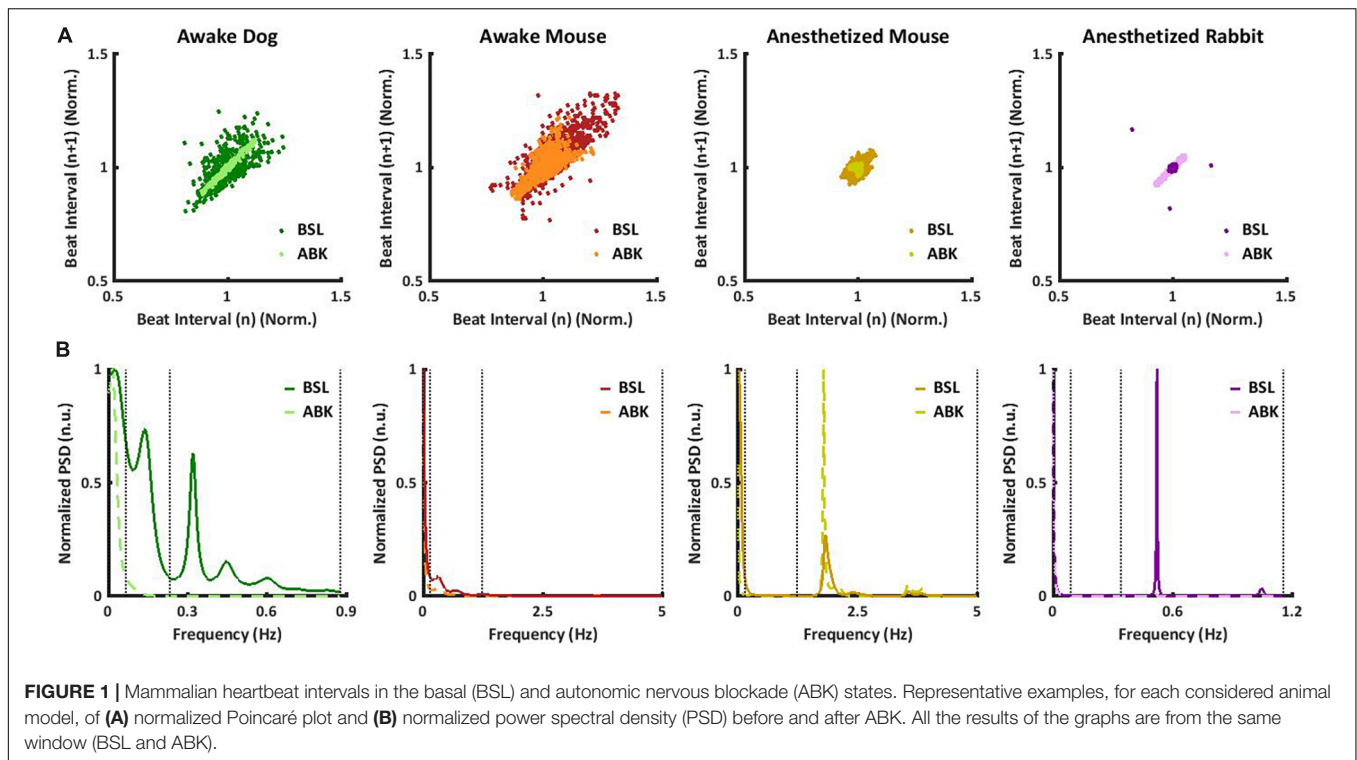 A
Awake Dog
Awake Mouse
Anesthetized Mouse
Anesthetized Rabbit
1.5
1
0.5
Beat Interval (n+1) (Norm.)
BSL
ABK
0.5
1
1.5
Beat Interval (n) (Norm.)
1.5
1
0.5
Beat Interval (n+1) (Norm.)
BSL
ABK
0.5
1
1.5
Beat Interval (n) (Norm.)
1.5
1
0.5
Beat Interval (n+1) (Norm.)
BSL
ABK
0.5
1
1.5
Beat Interval (n) (Norm.)
1.5
1
0.5
Beat Interval (n+1) (Norm.)
BSL
ABK
0.5
1
1.5
Beat Interval (n) (Norm.)
B
1
0.5
0
Normalized PSD (n.u.)
BSL
ABK
0
0.3
0.6
0.9
Frequency (Hz)
1
0.5
0
Normalized PSD (n.u.)
BSL
ABK
0
2.5
5
Frequency (Hz)
1
0.5
0
Normalized PSD (n.u.)
BSL
ABK
0
2.5
5
Frequency (Hz)
1
0.5
0
Normalized PSD (n.u.)
BSL
ABK
0
0.6
1.2
Frequency (Hz)
FIGURE 1 | Mammalian heartbeat intervals in the basal (BSL) and autonomic nervous blockade (ABK) states. Representative examples, for each considered animal
model, of (A) normalized Poincaré plot and (B) normalized power spectral density (PSD) before and after ABK. All the results of the graphs are from the same
window (BSL and ABK).